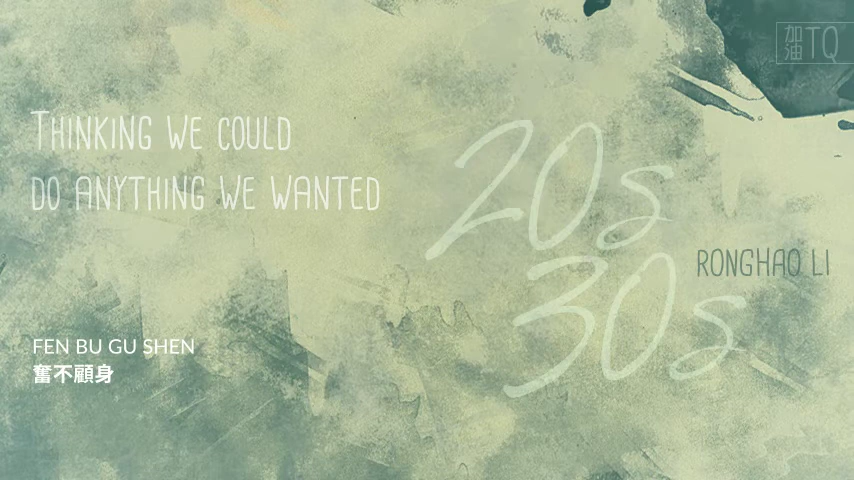 加油TQ
THINKING WE COULD
DO ANYTHING WE WANTED
20s
30s
RONGHAO LI
FEN BU GU SHEN
奮不顧身